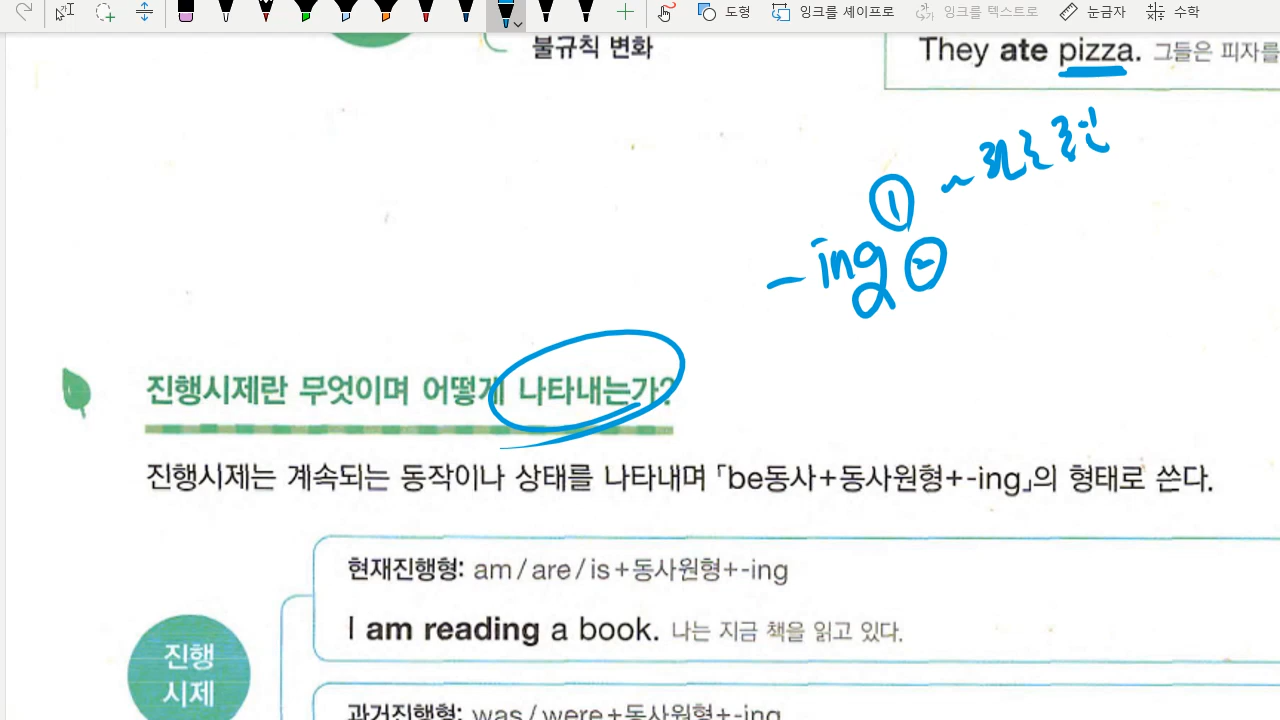 도형 잉크를 셰이프로 잉크를 텍스트로 눈금자 수학
불규칙 변화
They ate pizza. 그들은 피자를
①
-ing ②
진행시제란 무엇이며 어떻게 나타내는가?
진행시제는 계속되는 동작이나 상태를 나타내며 「be동사+동사원형+-ing」의 형태로 쓴다.
현재진행형: am / are / is+동사원형+-ing
I am reading a book. 나는 지금 책을 읽고 있다.
진행
시제
과거진행형: was / were+동사원형+-ing